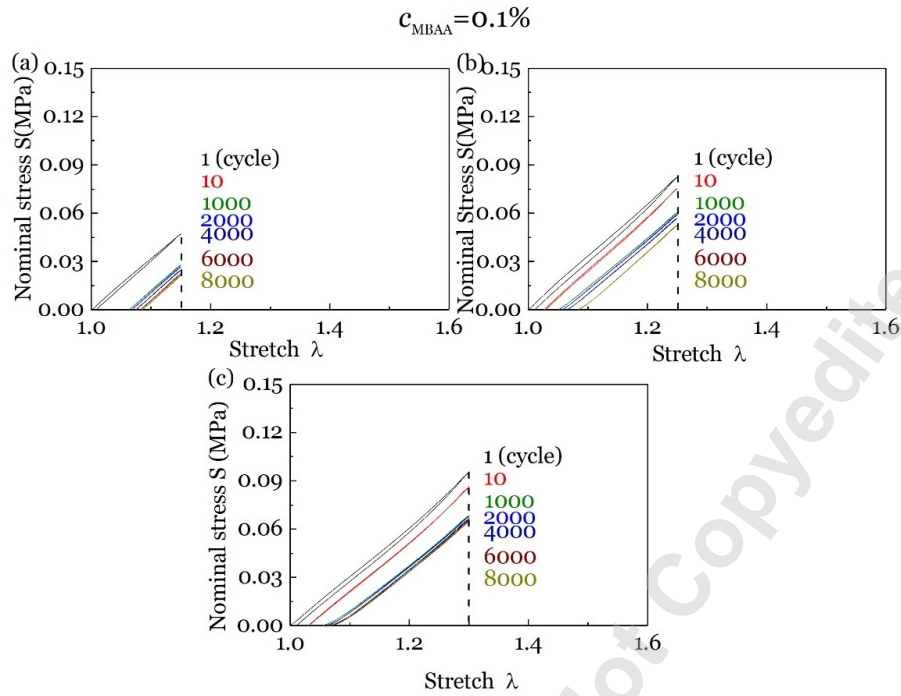 cMBAA=0.1%
(a)
Nominal stress S(MPa)
0.15
0.12
0.09
0.06
0.03
0.00
1 (cycle)
10
1000
2000
4000
6000
8000
1.0 1.2 1.4 1.6
Stretch λ
(b)
Nominal Stress S(MPa)
0.15
0.12
0.09
0.06
0.03
0.00
1 (cycle)
10
1000
2000
4000
6000
8000
1.0 1.2 1.4 1.6
Stretch λ
(c)
Nominal stress S (MPa)
0.15
0.12
0.09
0.06
0.03
0.00
1 (cycle)
10
1000
2000
4000
6000
8000
1.0 1.2 1.4 1.6
Stretch λ
ot Copyedite